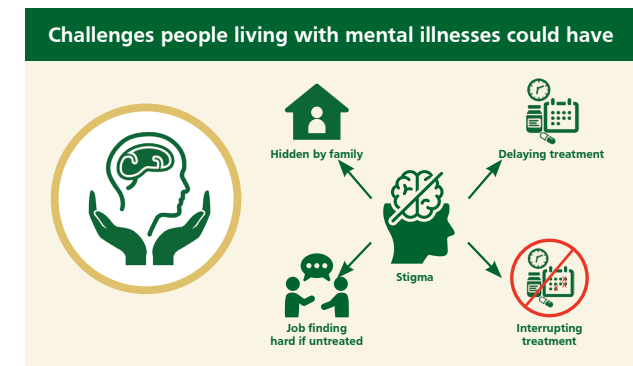 Challenges people living with mental illnesses could have
Hidden by family
Delaying treatment
Stigma
Job finding
hard if untreated
Interrupting
treatment